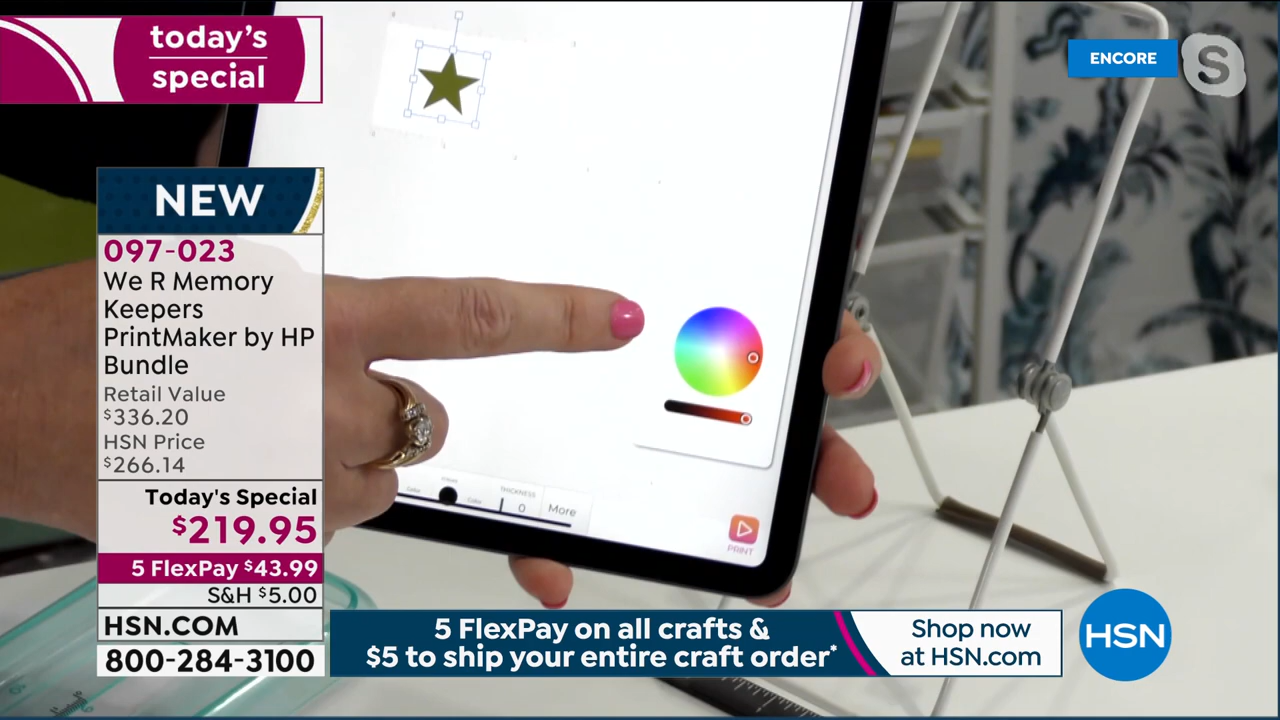 today's
special
ENCORE
S
NEW
097-023
We R Memory
Keepers
PrintMaker by HP
Bundle
Retail Value
$336.20
HSN Price
$266.14
Today's Special
$219.95
5 FlexPay $43.99
S&H $5.00
HSN.COM
800-284-3100
THICKNESS
0
More
PRINT
5 FlexPay on all crafts &
$5 to ship your entire craft order*
Shop now
at HSN.com
HSN